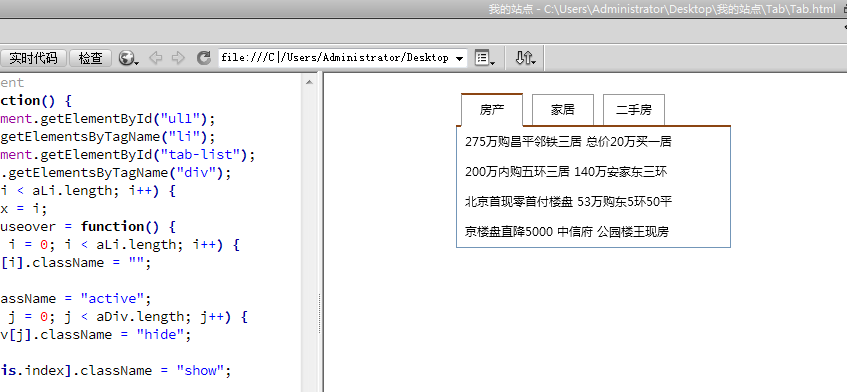 我的站点 - C:\Users\Administrator\Desktop\我的站点\Tab\Tab.html
实时代码 检查 file:///C|/Users/Administrator/Desktop
ent
ction() {
ment.getElementById("ul1");
getElementsByTagName("li");
ment.getElementById("tab-list");
.getElementsByTagName("div");
i < aLi.length; i++) {
x = i;
useover = function() {
i = 0; i < aLi.length; i++) {
[i].className = "";
assName = "active";
j = 0; j < aDiv.length; j++) {
v[j].className = "hide";
is.index].className = "show";
房产 家居 二手房
275万购昌平邻铁三居 总价20万买一居
200万内购五环三居 140万安家东三环
北京首现零首付楼盘 53万购东5环50平
京楼盘直降5000 中信府 公园楼王现房